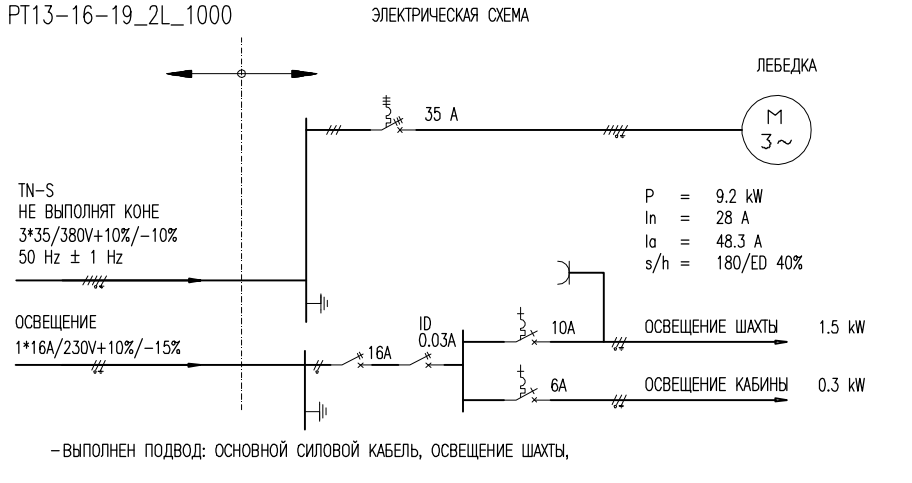 PT13-16-19_2L_1000
ЭЛЕКТРИЧЕСКАЯ СХЕМА
ЛЕБЕДКА
35 A
M
3~
TN-S
НЕ ВЫПОЛНЯТ КОНЕ
3*35/380V+10%/-10%
50 Hz ± 1 Hz
P = 9.2 kW
In = 28 A
Ia = 48.3 A
s/h = 180/ED 40%
ОСВЕЩЕНИЕ
1*16A/230V+10%/-15%
16A
ID
0.03A
10A
ОСВЕЩЕНИЕ ШАХТЫ 1.5 kW
6A
ОСВЕЩЕНИЕ КАБИНЫ 0.3 kW
-ВЫПОЛНЕН ПОДВОД: ОСНОВНОЙ СИЛОВОЙ КАБЕЛЬ, ОСВЕЩЕНИЕ ШАХТЫ,